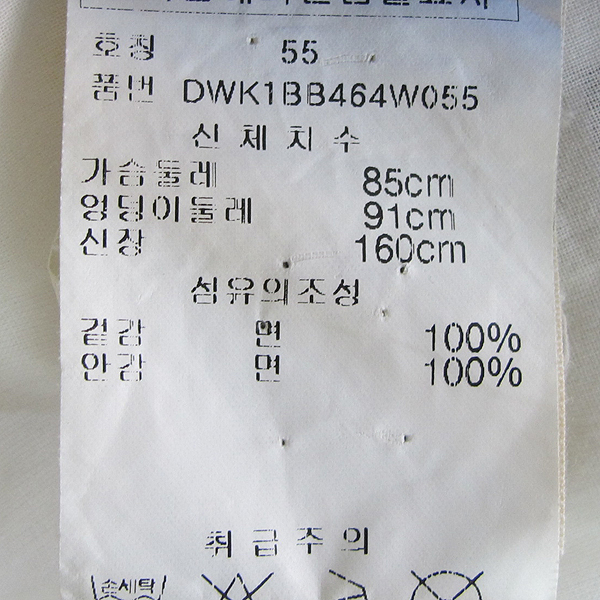 호칭 55
품번 DWK1BB464W055
신체치수
가슴둘레 85cm
엉덩이둘레 91cm
신장 160cm
섬유의조성
겉감 면 100%
안감 면 100%
취급주의
손세탁